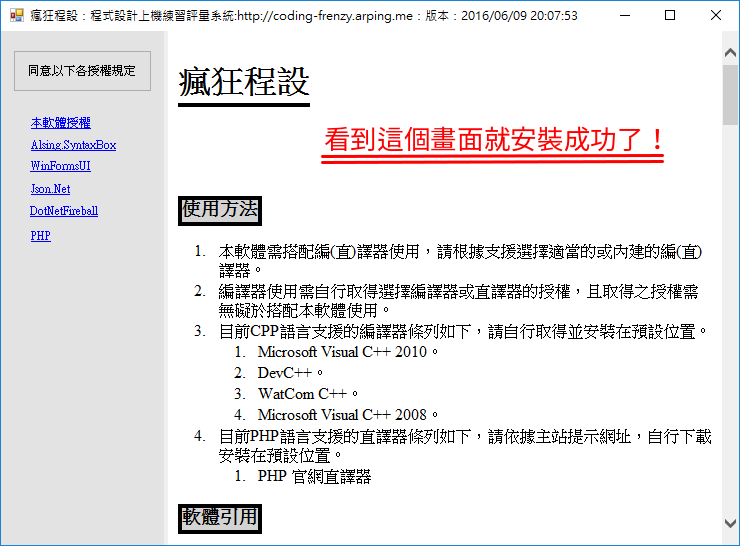 瘋狂程設：程式設計上機練習評量系統:http://coding-frenzy.arping.me：版本：2016/06/09 20:07:53
同意以下各授權規定
本軟體授權
Alsing.SyntaxBox
WinFormsUI
Json.Net
DotNetFireball
PHP
瘋狂程設
看到這個畫面就安裝成功了！
使用方法
1. 本軟體需搭配編(直)譯器使用，請根據支援選擇適當的或內建的編(直)
譯器。
2. 編譯器使用需自行取得選擇編譯器或直譯器的授權，且取得之授權需
無礙於搭配本軟體使用。
3. 目前CPP語言支援的編譯器條列如下，請自行取得並安裝在預設位置。
1. Microsoft Visual C++ 2010。
2. DevC++。
3. WatCom C++。
4. Microsoft Visual C++ 2008。
4. 目前PHP語言支援的直譯器條列如下，請依據主站提示網址，自行下載
安裝在預設位置。
1. PHP 官網直譯器
軟體引用